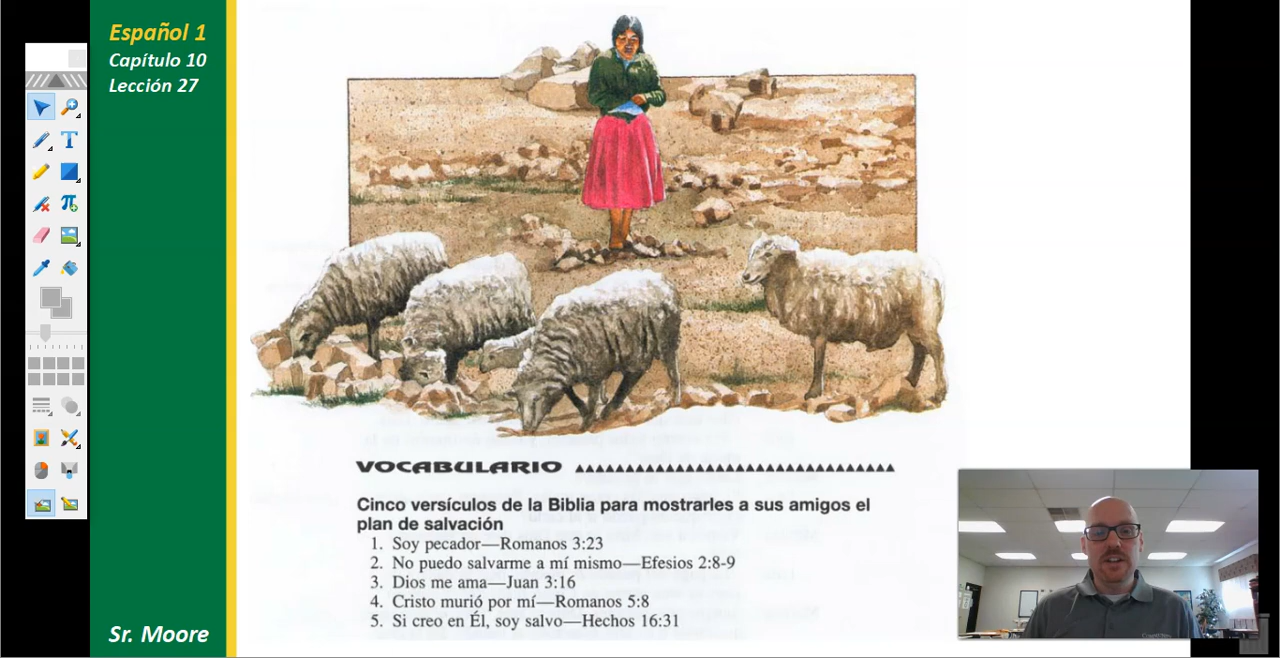 Español 1
Capítulo 10
Lección 27
VOCABULARIO
Cinco versículos de la Biblia para mostrarles a sus amigos el
plan de salvación
1. Soy pecador—Romanos 3:23
2. No puedo salvarme a mí mismo—Efesios 2:8-9
3. Dios me ama—Juan 3:16
4. Cristo murió por mí—Romanos 5:8
5. Si creo en Él, soy salvo—Hechos 16:31
Sr. Moore